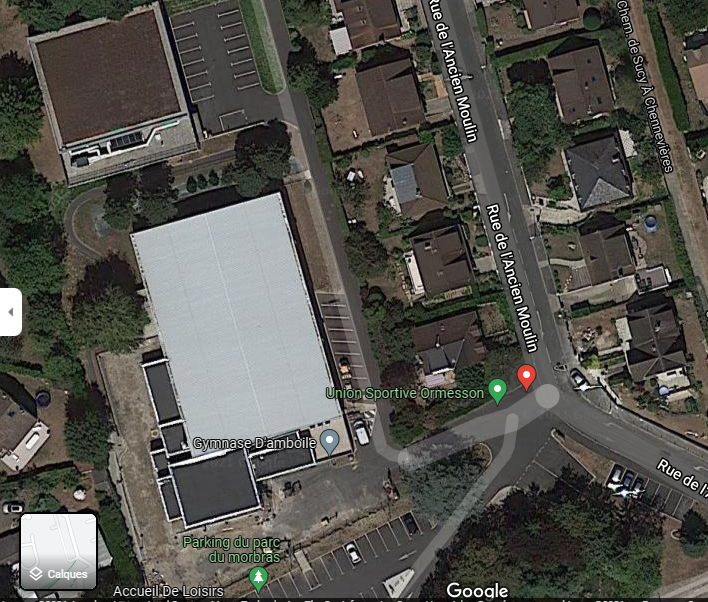 Rue de l'Ancien Moulin
Chem. de Sucy À Chennevières
Rue de l'Ancien Moulin
Union Sportive Ormesson
Gymnase D'amboile
Rue de l'A
Parking du parc
du morbras
Calques
Accueil De Loisirs
Google